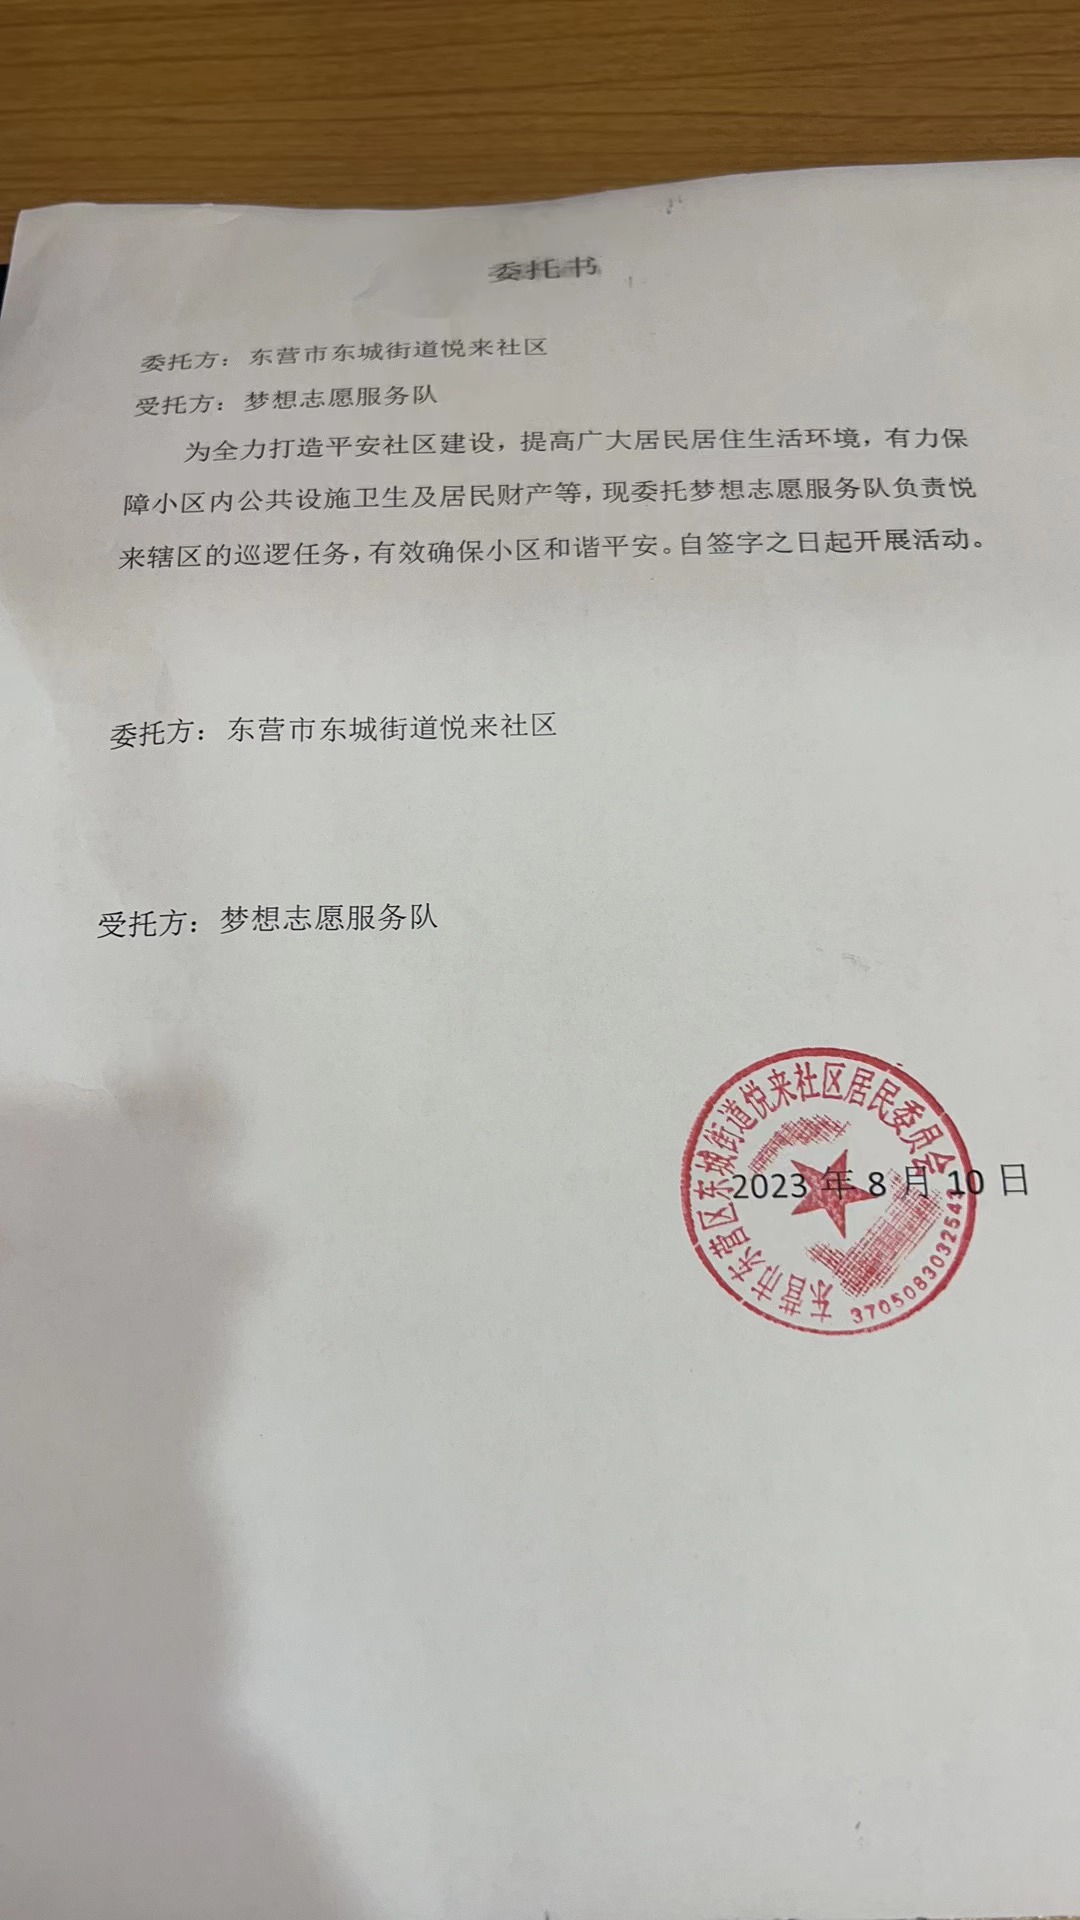 委托书
委托方：东营市东城街道悦来社区
受托方：梦想志愿服务队
为全力打造平安社区建设，提高广大居民居住生活环境，有力保
障小区内公共设施卫生及居民财产等，现委托梦想志愿服务队负责悦
来辖区的巡逻任务，有效确保小区和谐平安。自签字之日起开展活动。
委托方：东营市东城街道悦来社区
受托方：梦想志愿服务队
东营市东营区东城街道悦来社区居民委员会
2023 年 8 月 10 日
3705083032543